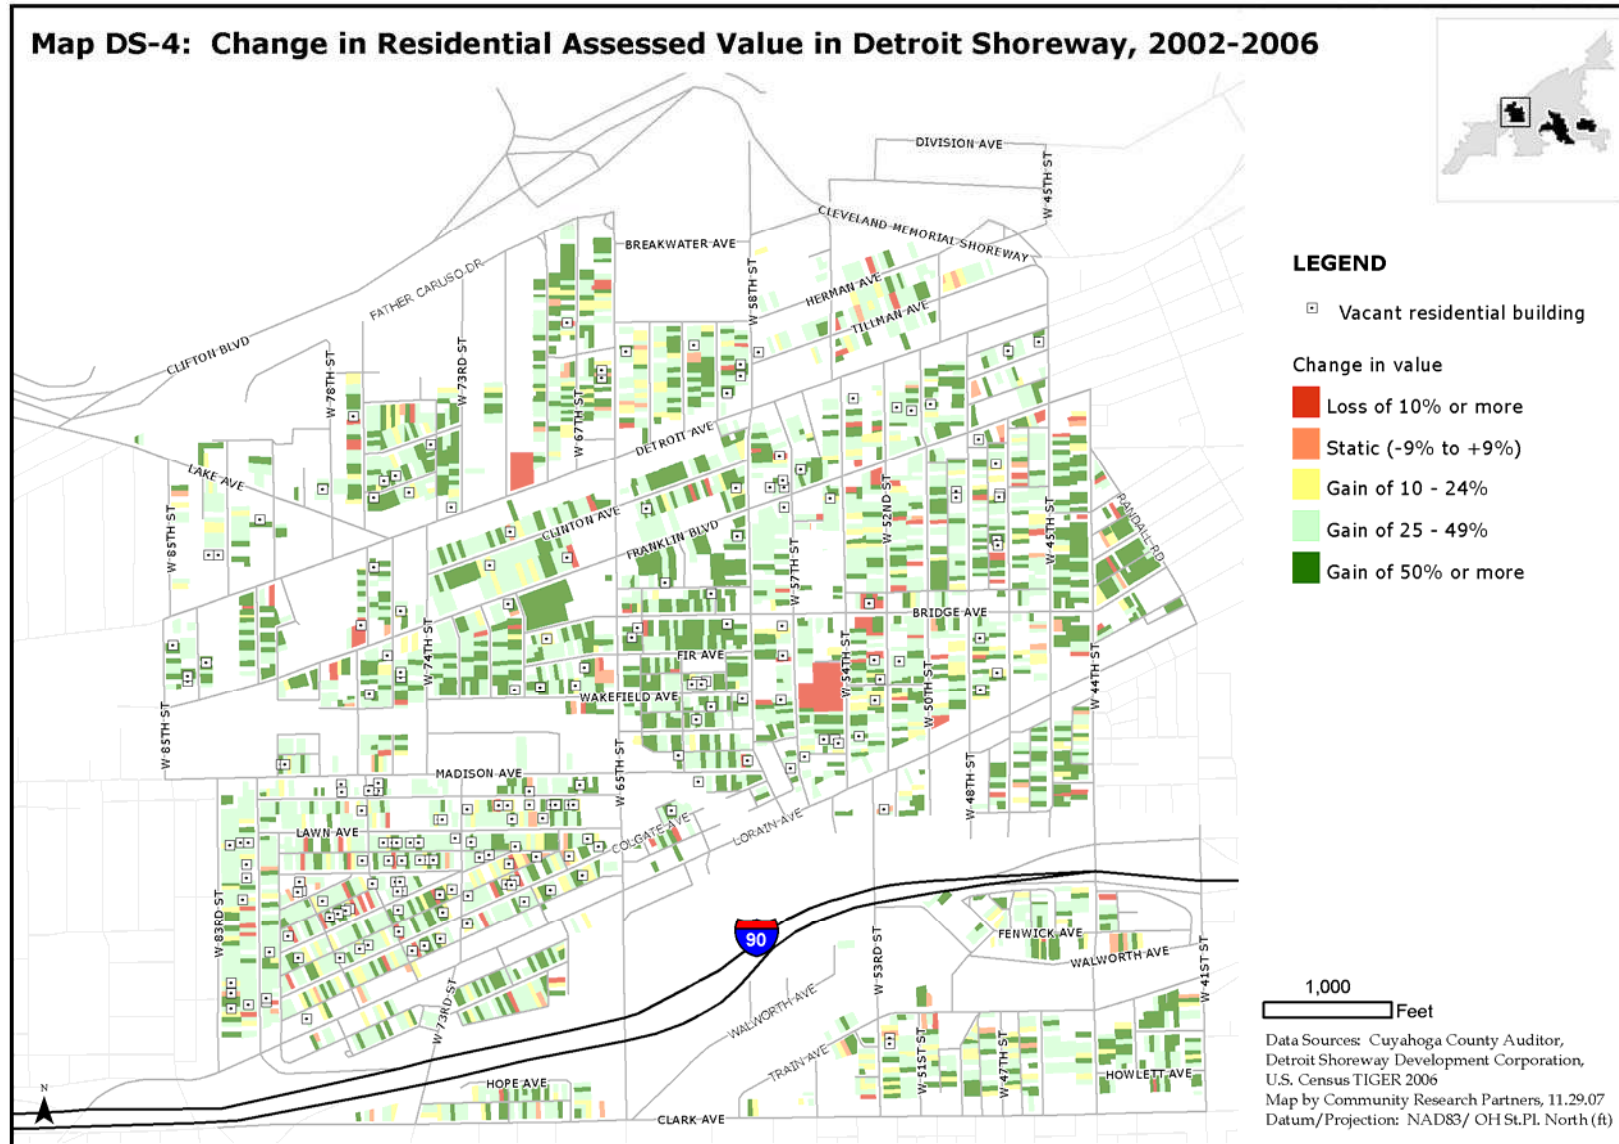 Map DS-4:  Change in Residential Assessed Value in Detroit Shoreway, 2002-2006
DIVISION AVE
W 45TH ST
CLEVELAND MEMORIAL SHOREWAY
BREAKWATER AVE
FATHER CARUSO DR
W 58TH ST
HERMAN AVE
TILLMAN AVE
CLIFTON BLVD
W 78TH ST
W 73RD ST
W 67TH ST
DETROIT AVE
LAKE AVE
W 85TH ST
CLINTON AVE
FRANKLIN BLVD
W 52ND ST
W 45TH ST
RANDALL RD
W 57TH ST
BRIDGE AVE
W 74TH ST
FIR AVE
W 54TH ST
W 50TH ST
W 44TH ST
WAKEFIELD AVE
W 85TH ST
W 65TH ST
MADISON AVE
W 48TH ST
LAWN AVE
COLGATE AVE
LORAIN AVE
W 83RD ST
90
W 53RD ST
FENWICK AVE
WALWORTH AVE
W 41ST ST
W 73RD ST
WALWORTH AVE
TRAIN AVE
W 51ST ST
W 47TH ST
HOWLETT AVE
HOPE AVE
CLARK AVE
N
LEGEND
Vacant residential building
Change in value
Loss of 10% or more
Static (-9% to +9%)
Gain of 10 - 24%
Gain of 25 - 49%
Gain of 50% or more
1,000
Feet
Data Sources:  Cuyahoga County Auditor,
Detroit Shoreway Development Corporation,
U.S. Census TIGER 2006
Map by Community Research Partners, 11.29.07
Datum/Projection:  NAD83/ OH St.Pl. North (ft)